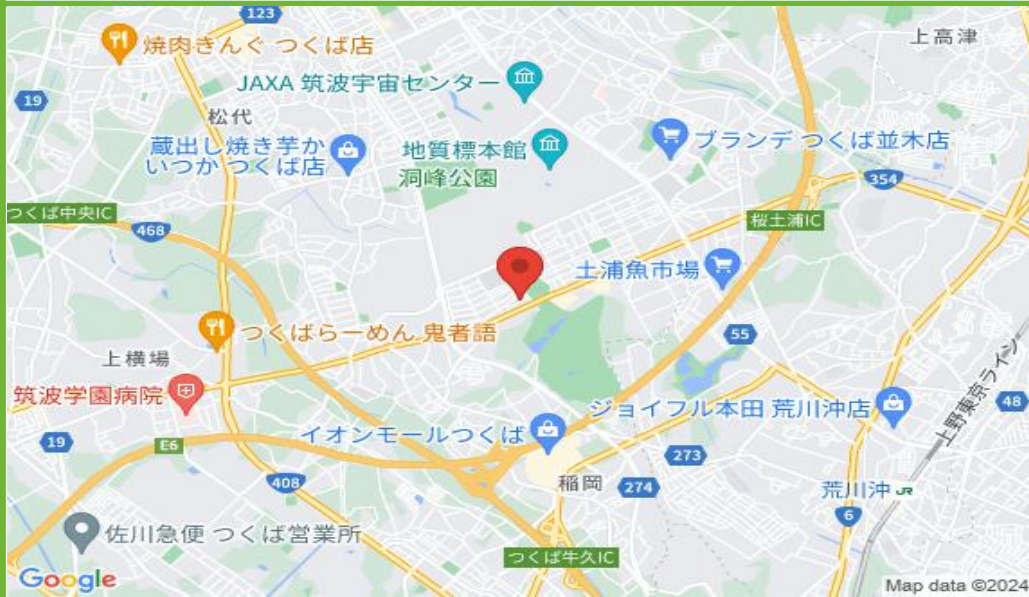 123
上高津
焼肉きんぐ つくば店
JAXA 筑波宇宙センター
19
松代
蔵出し焼き芋か
いつか つくば店
地質標本館
洞峰公園
ブランデ つくば並木店
354
つくば中央IC
468
桜土浦IC
土浦魚市場
つくばらーめん 鬼者語
55
上横場
筑波学園病院
上野東京ライン
48
ジョイフル本田 荒川沖店
イオンモールつくば
19
E6
273
408
稲岡
274
荒川沖 JR
6
佐川急便 つくば営業所
つくば牛久IC
Google
Map data ©2024